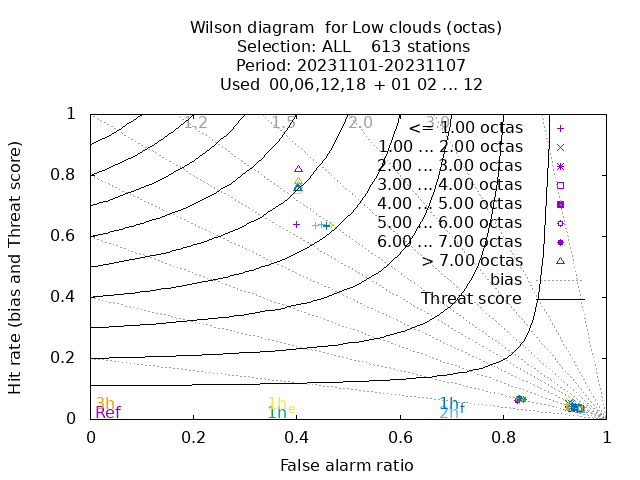 Wilson diagram  for Low clouds (octas)
Selection: ALL    613 stations
Period: 20231101-20231107
Used  00,06,12,18  + 01 02 ... 12
Hit rate (bias and Threat score)
1
0.8
0.6
0.4
0.2
0
1.2 1.5 2.0 3.0
<= 1.00 octas
1.00 ... 2.00 octas
2.00 ... 3.00 octas
3.00 ... 4.00 octas
4.00 ... 5.00 octas
5.00 ... 6.00 octas
6.00 ... 7.00 octas
> 7.00 octas
bias
Threat score
3h 1h_e 1h_f
Ref 1h 2h
0 0.2 0.4 0.6 0.8 1
False alarm ratio